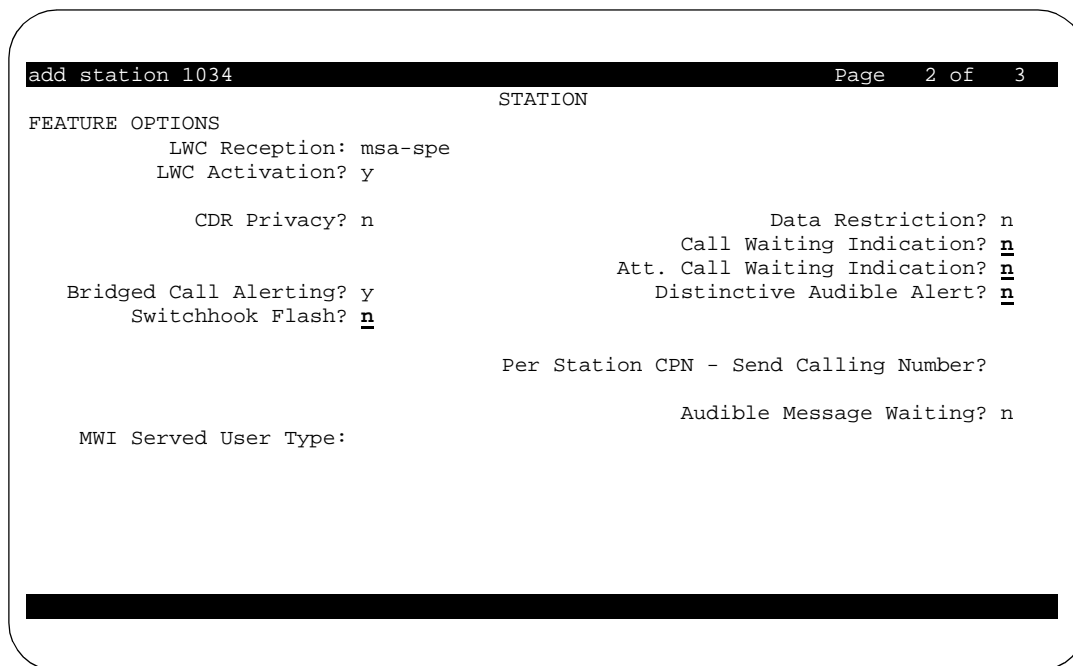 add station 1034 Page 2 of 3
STATION
FEATURE OPTIONS
LWC Reception: msa-spe
LWC Activation? y
CDR Privacy? n Data Restriction? n
Call Waiting Indication? n
Att. Call Waiting Indication? n
Bridged Call Alerting? y Distinctive Audible Alert? n
Switchhook Flash? n
Per Station CPN - Send Calling Number?
Audible Message Waiting? n
MWI Served User Type: